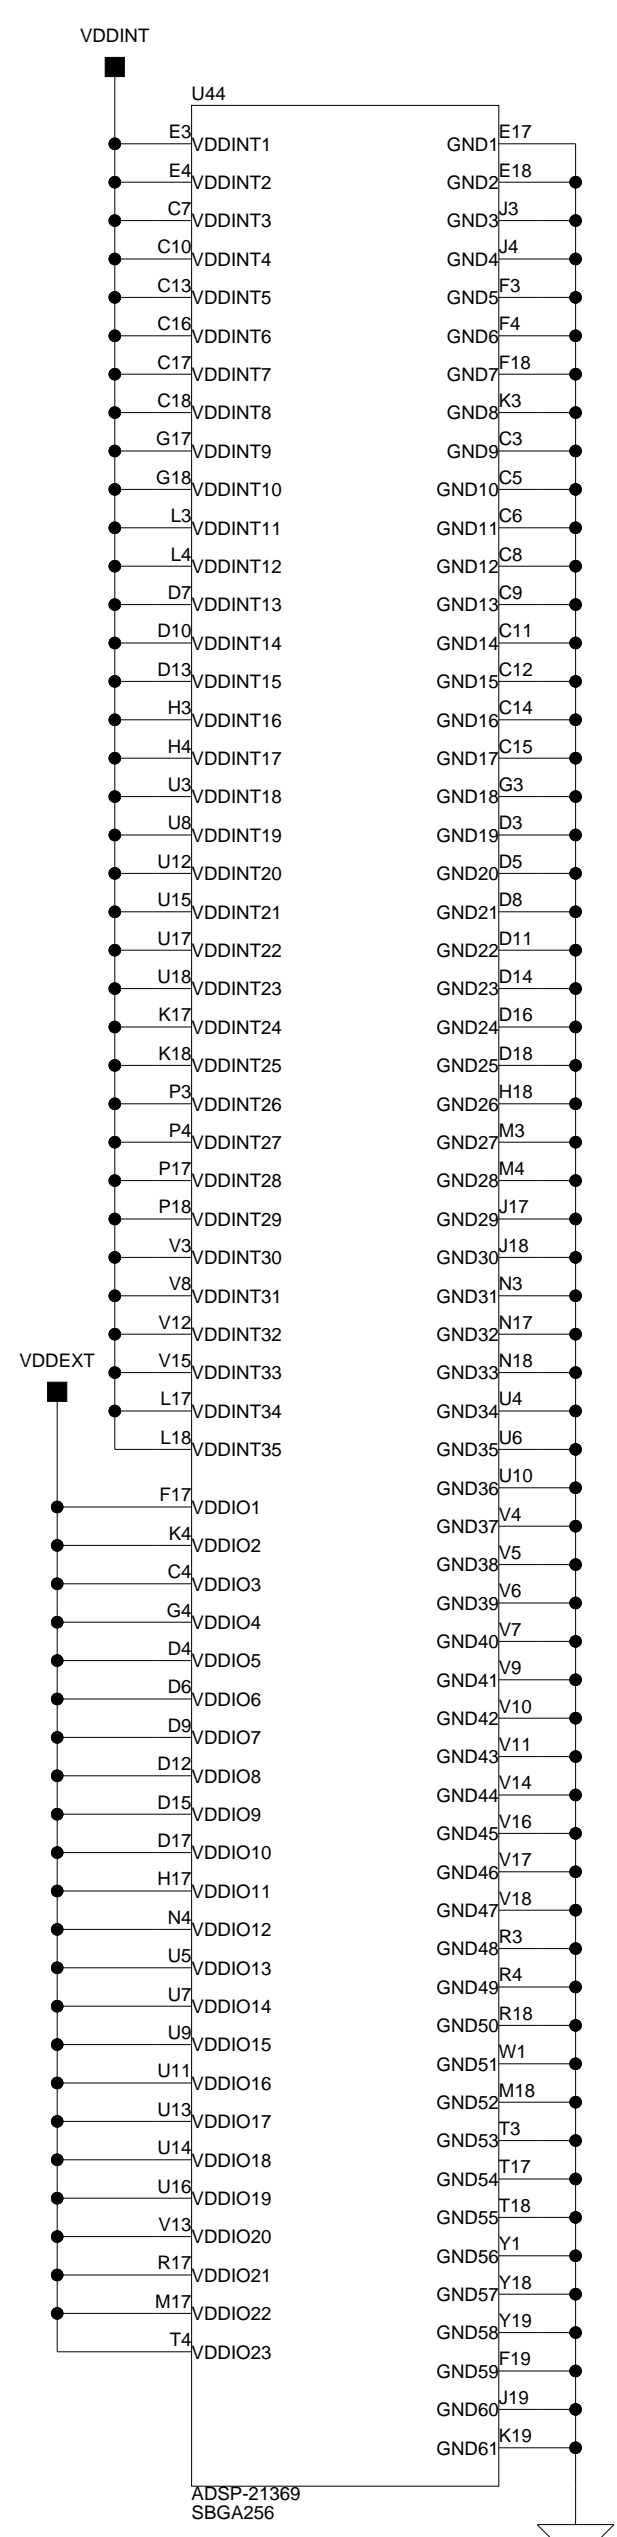 VDDINT
U44
E3 VDDINT1 GND1 E17
E4 VDDINT2 GND2 E18
C7 VDDINT3 GND3 J3
C10 VDDINT4 GND4 J4
C13 VDDINT5 GND5 F3
C16 VDDINT6 GND6 F4
C17 VDDINT7 GND7 F18
C18 VDDINT8 GND8 K3
G17 VDDINT9 GND9 C3
G18 VDDINT10 GND10 C5
L3 VDDINT11 GND11 C6
L4 VDDINT12 GND12 C8
D7 VDDINT13 GND13 C9
D10 VDDINT14 GND14 C11
D13 VDDINT15 GND15 C12
H3 VDDINT16 GND16 C14
H4 VDDINT17 GND17 C15
U3 VDDINT18 GND18 G3
U8 VDDINT19 GND19 D3
U12 VDDINT20 GND20 D5
U15 VDDINT21 GND21 D8
U17 VDDINT22 GND22 D11
U18 VDDINT23 GND23 D14
K17 VDDINT24 GND24 D16
K18 VDDINT25 GND25 D18
P3 VDDINT26 GND26 H18
P4 VDDINT27 GND27 M3
P17 VDDINT28 GND28 M4
P18 VDDINT29 GND29 J17
V3 VDDINT30 GND30 J18
V8 VDDINT31 GND31 N3
V12 VDDINT32 GND32 N17
VDDEXT
V15 VDDINT33 GND33 N18
L17 VDDINT34 GND34 U4
L18 VDDINT35 GND35 U6
GND36 U10
F17 VDDIO1
GND37 V4
K4 VDDIO2
GND38 V5
C4 VDDIO3
GND39 V6
G4 VDDIO4
GND40 V7
D4 VDDIO5
GND41 V9
D6 VDDIO6
GND42 V10
D9 VDDIO7
GND43 V11
D12 VDDIO8
GND44 V14
D15 VDDIO9
GND45 V16
D17 VDDIO10
GND46 V17
H17 VDDIO11
GND47 V18
N4 VDDIO12
GND48 R3
U5 VDDIO13
GND49 R4
U7 VDDIO14
GND50 R18
U9 VDDIO15
GND51 W1
U11 VDDIO16
GND52 M18
U13 VDDIO17
GND53 T3
U14 VDDIO18
GND54 T17
U16 VDDIO19
GND55 T18
V13 VDDIO20
GND56 Y1
R17 VDDIO21
GND57 Y18
M17 VDDIO22
GND58 Y19
T4 VDDIO23
GND59 F19
GND60 J19
GND61 K19
ADSP-21369
SBGA256